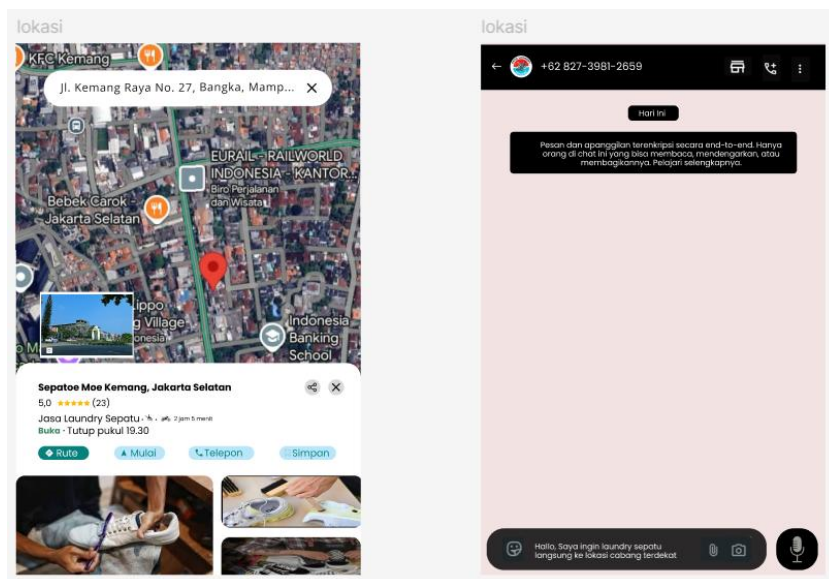 lokasi
KFC Kemang
Jl. Kemang Raya No. 27, Bangka, Mamp...
EURAIL - RAILWORLD
INDONESIA - KANTOR...
Biro Perjalanan
dan Wisata
Bebek Carok -
Jakarta Selatan
Lippo
g Village
onesia
Indonesia
Banking
School
Sepatoe Moe Kemang, Jakarta Selatan
5,0 (23)
Jasa Laundry Sepatu · 2 jam 5 menit
Buka · Tutup pukul 19.30
Rute
Mulai
Telepon
Simpan
lokasi
+62 827-3981-2659
Hari Ini
Pesan dan apanggilan terenkripsi secara end-to-end. Hanya
orang di chat ini yang bisa membaca, mendengarkan, atau
membagikannya. Pelajari selengkapnya.
Hallo, Saya ingin laundry sepatu
langsung ke lokasi cabang terdekat